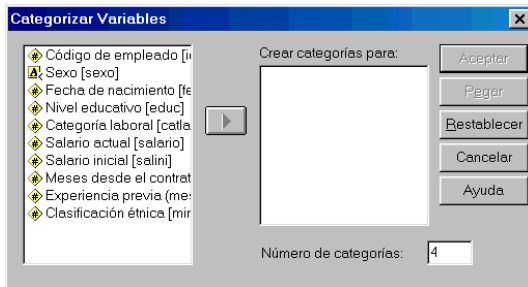 Categorizar Variables
Código de empleado [i
Sexo [sexo]
Fecha de nacimiento [fe
Nivel educativo [educ]
Categoría laboral [catla
Salario actual [salario]
Salario inicial [salini]
Meses desde el contrat
Experiencia previa (me
Clasificación étnica [mir
Crear categorías para:
Número de categorías: 4
Aceptar
Pegar
Restablecer
Cancelar
Ayuda